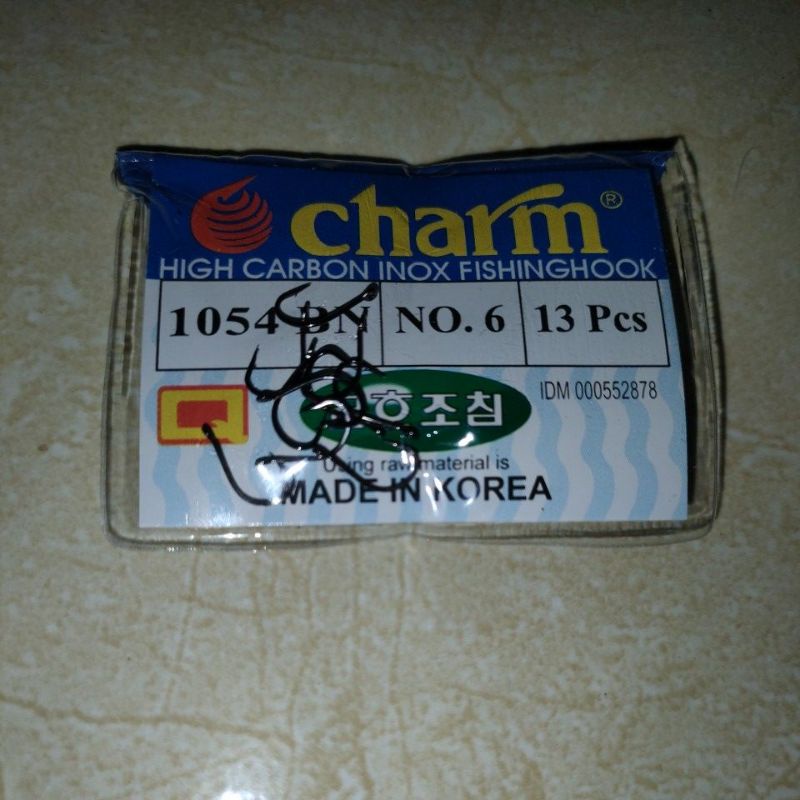 charm®
HIGH CARBON INOX FISHINGHOOK
1054 BN NO. 6 13 Pcs
IDM 000552878
호조침
Using raw material is
MADE IN KOREA